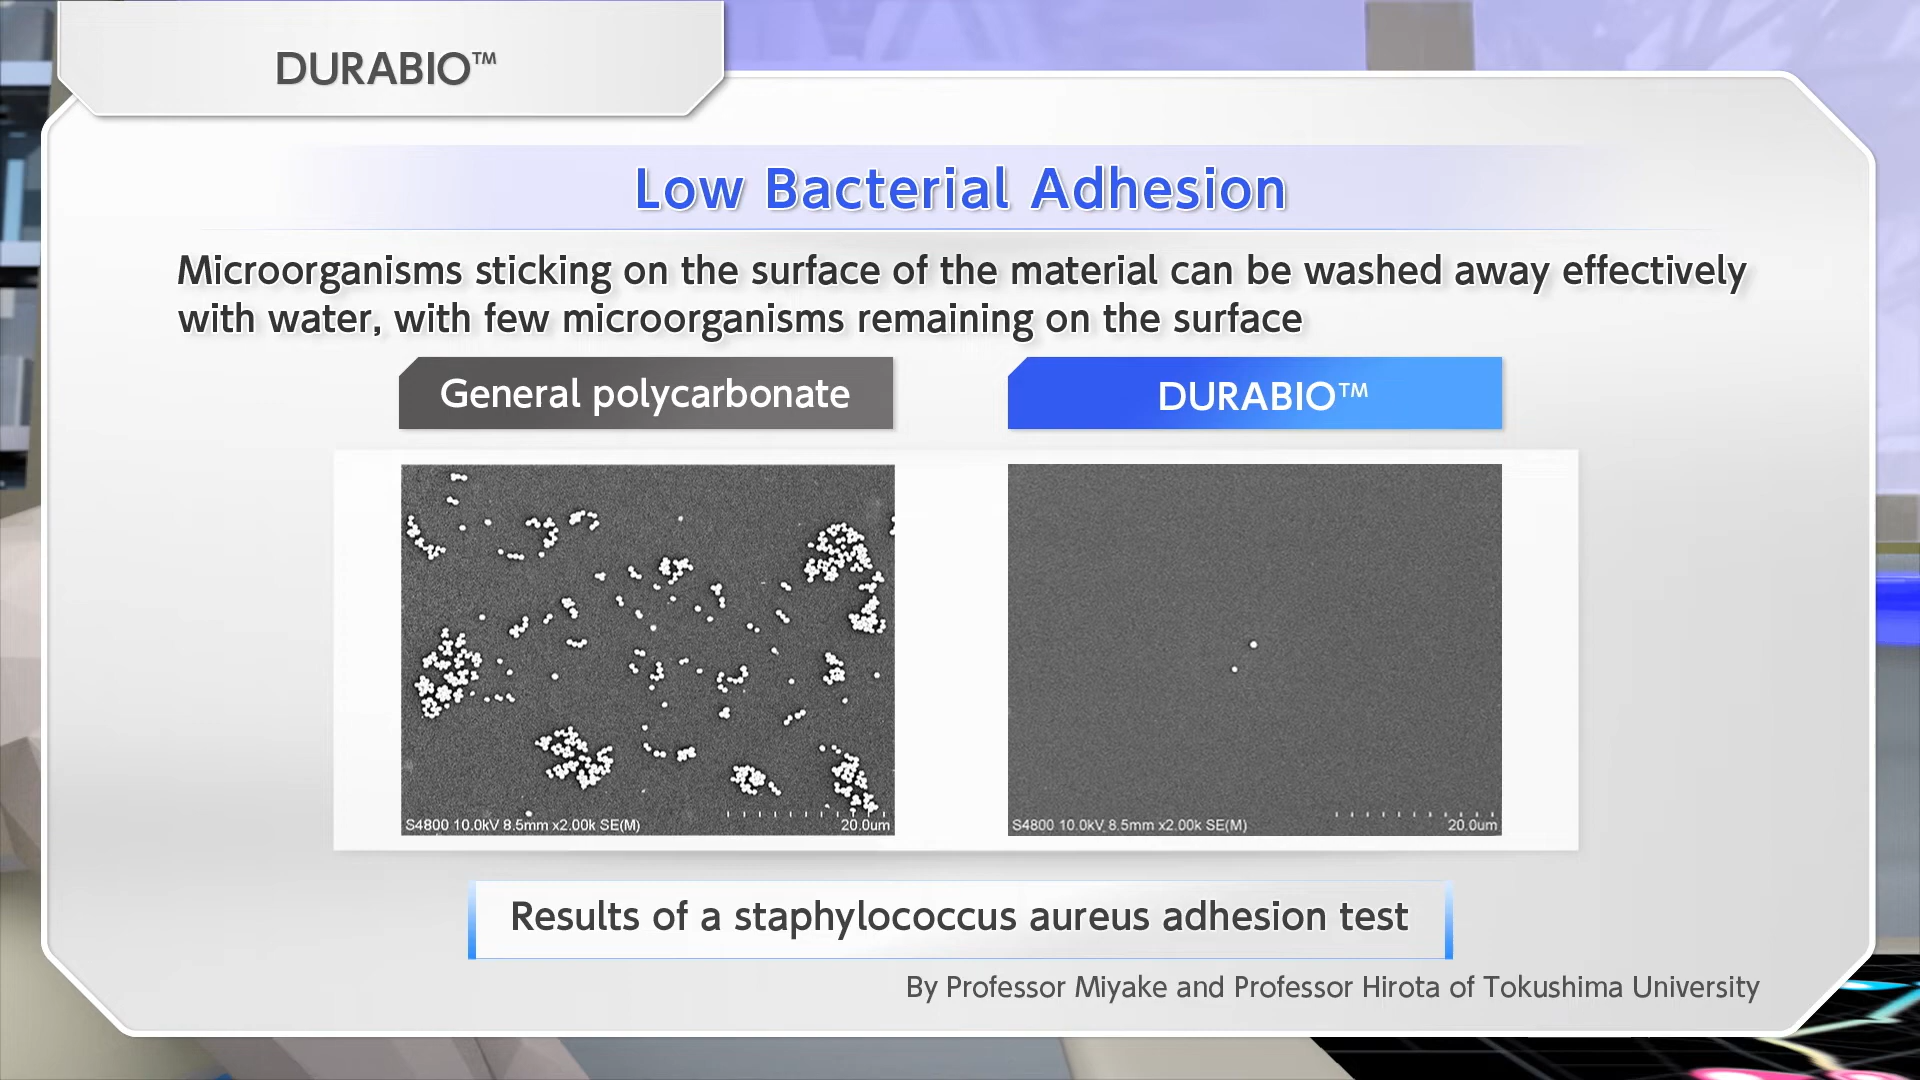 DURABIO™
Low Bacterial Adhesion
Microorganisms sticking on the surface of the material can be washed away effectively
with water, with few microorganisms remaining on the surface
General polycarbonate
DURABIO™
S4800 10.0kV 8.5mm x2.00k SE(M)
20.0um
S4800 10.0kV 8.5mm x2.00k SE(M)
20.0um
Results of a staphylococcus aureus adhesion test
By Professor Miyake and Professor Hirota of Tokushima University